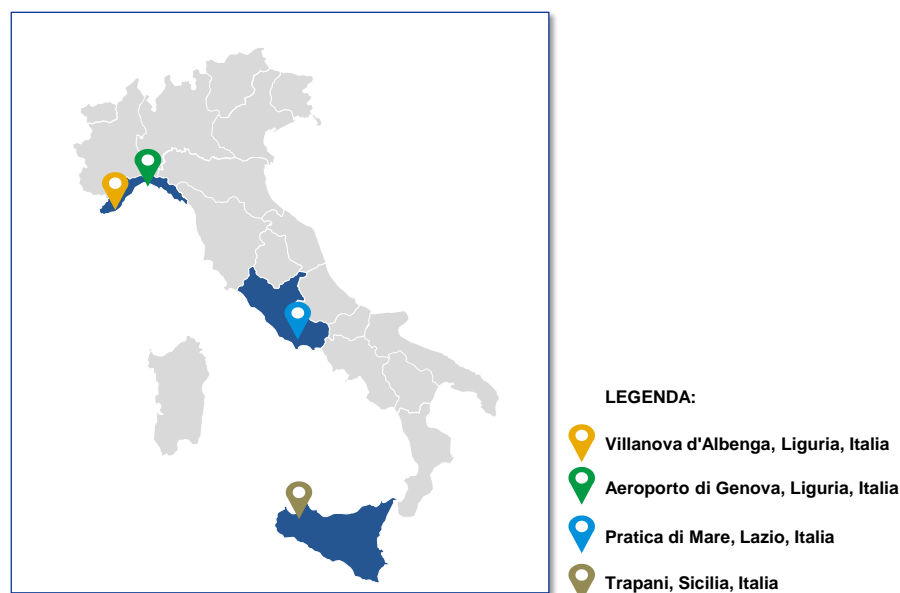 LEGENDA:
Villanova d'Albenga, Liguria, Italia
Aeroporto di Genova, Liguria, Italia
Pratica di Mare, Lazio, Italia
Trapani, Sicilia, Italia